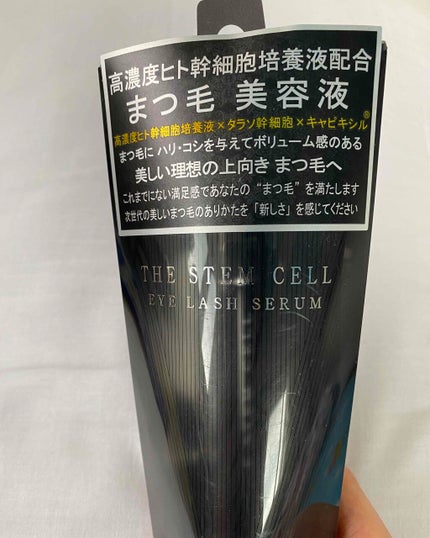 高濃度ヒト幹細胞培養液配合
まつ毛 美容液
高濃度ヒト幹細胞培養液×タラソ幹細胞×キャピキシル®
まつ毛に ハリ・コシを与えてボリューム感のある
美しい理想の上向き まつ毛へ
これまでにない満足感であなたの “まつ毛” を満たします
次世代の美しいまつ毛のありかたを「新しさ」を感じてください
THE STEM CELL
EYE LASH SERUM